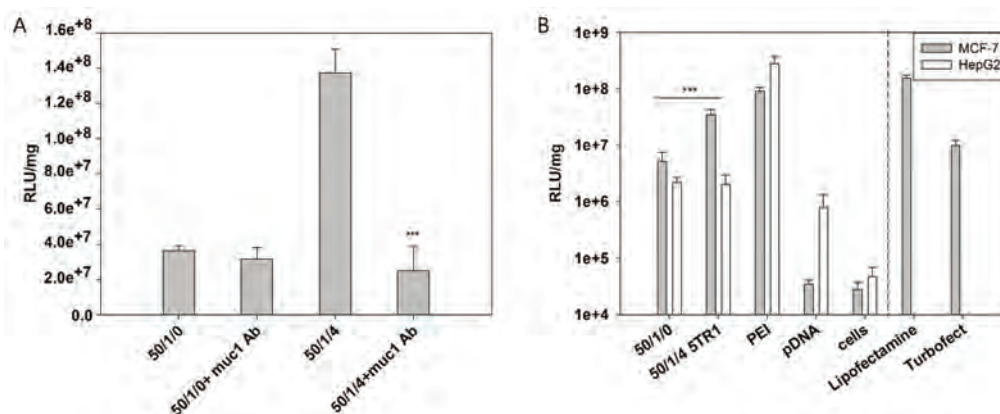 A
RLU/mg
1.6e+8
1.4e+8
1.2e+8
1.0e+8
8.0e+7
6.0e+7
4.0e+7
2.0e+7
0.0
***
50/1/0
50/1/0+ muc1 Ab
50/1/4
50/1/4+muc1 Ab
B
RLU/mg
1e+9
1e+8
1e+7
1e+6
1e+5
1e+4
***
MCF-7
HepG2
50/1/0
50/1/4 5TR1
PEI
pDNA
cells
Lipofectamine
Turbofect